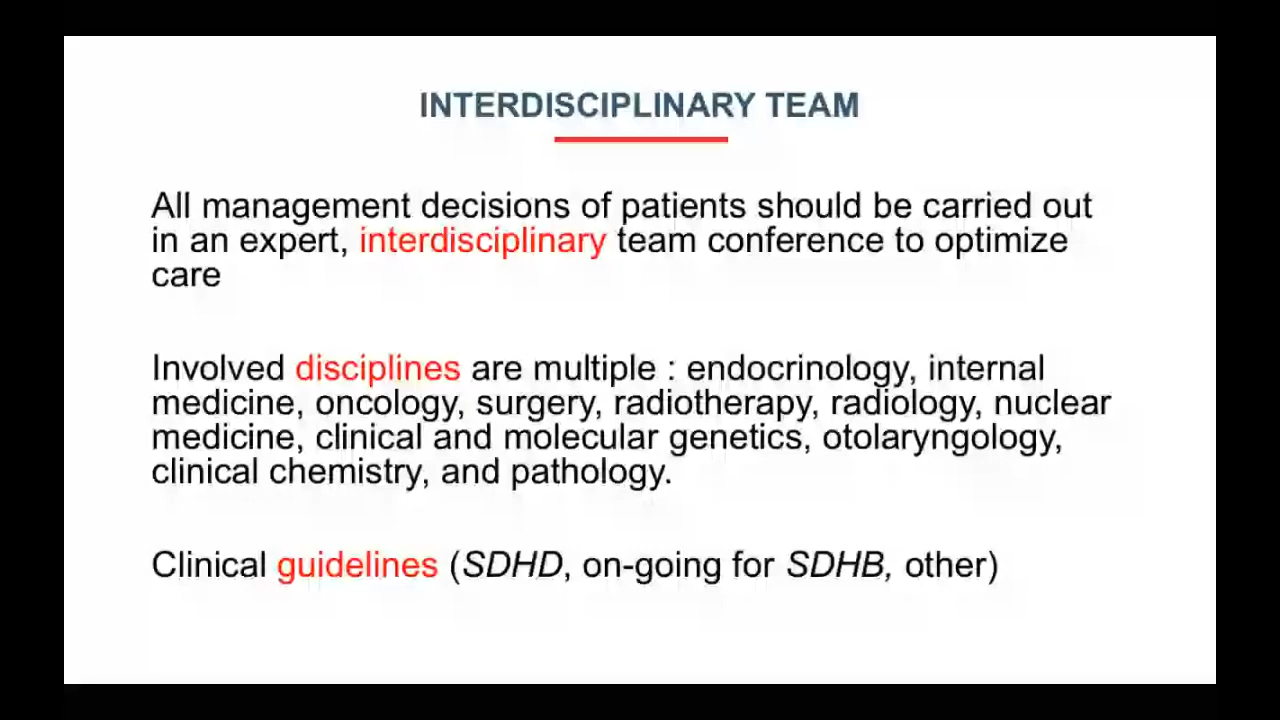 INTERDISCIPLINARY TEAM
All management decisions of patients should be carried out
in an expert, interdisciplinary team conference to optimize
care
Involved disciplines are multiple : endocrinology, internal
medicine, oncology, surgery, radiotherapy, radiology, nuclear
medicine, clinical and molecular genetics, otolaryngology,
clinical chemistry, and pathology.
Clinical guidelines (SDHD, on-going for SDHB, other)